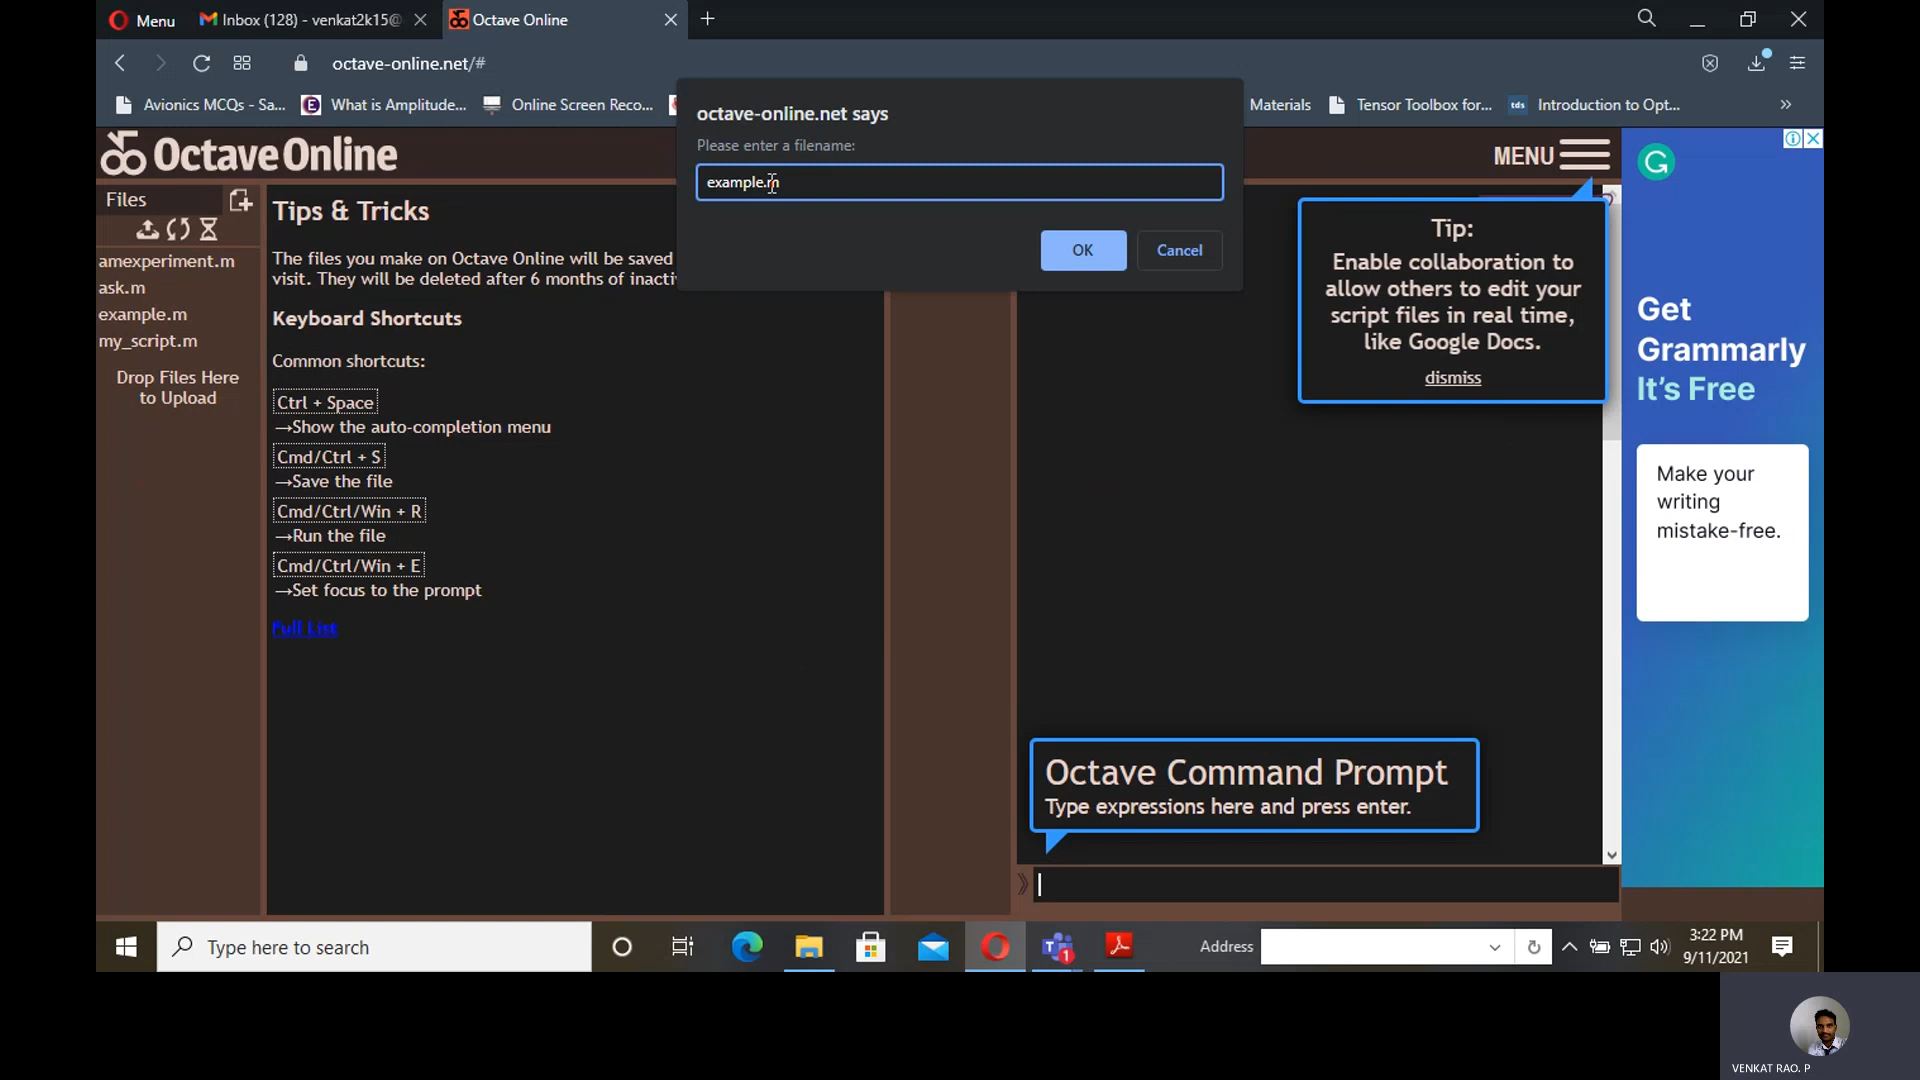 Menu
Inbox (128) - venkat2k15@
Octave Online
octave-online.net/#
Avionics MCQs - Sa...
What is Amplitude...
Online Screen Reco...
Materials
Tensor Toolbox for...
tds
Introduction to Opt...
»
octave-online.net says
Please enter a filename:
example.m
OK
Cancel
Octave Online
MENU
Files
amexperiment.m
ask.m
example.m
my_script.m
Drop Files Here
to Upload
Tips & Tricks
The files you make on Octave Online will be saved
visit. They will be deleted after 6 months of inacti
Keyboard Shortcuts
Common shortcuts:
Ctrl + Space
→Show the auto-completion menu
Cmd/Ctrl + S
→Save the file
Cmd/Ctrl/Win + R
→Run the file
Cmd/Ctrl/Win + E
→Set focus to the prompt
Full List
Tip:
Enable collaboration to
allow others to edit your
script files in real time,
like Google Docs.
dismiss
Octave Command Prompt
Type expressions here and press enter.
Get
Grammarly
It's Free
Make your
writing
mistake-free.
Type here to search
1
Address
3:22 PM
9/11/2021
VENKAT RAO. P